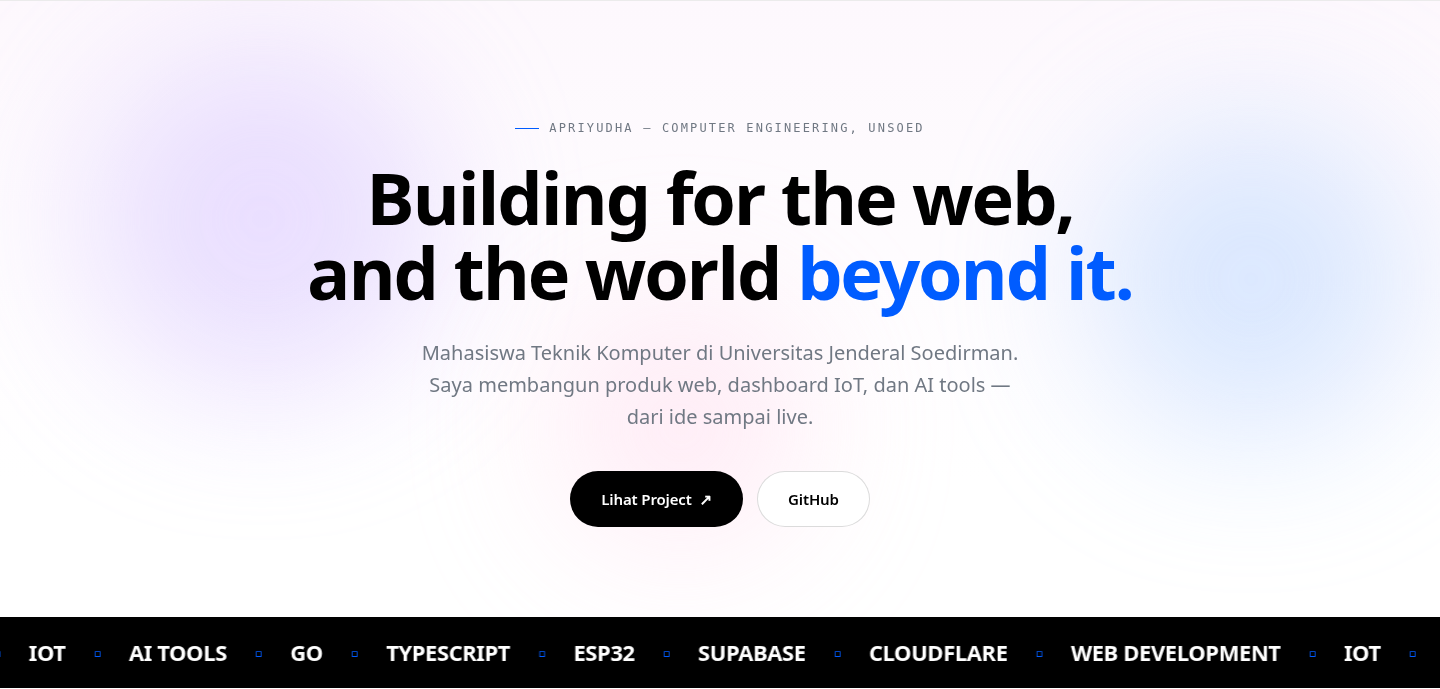 APRIYUDHA — COMPUTER ENGINEERING, UNSOED
Building for the web,
and the world beyond it.
Mahasiswa Teknik Komputer di Universitas Jenderal Soedirman.
Saya membangun produk web, dashboard IoT, dan AI tools —
dari ide sampai live.
Lihat Project ↗
GitHub
IOT ▫ AI TOOLS ▫ GO ▫ TYPESCRIPT ▫ ESP32 ▫ SUPABASE ▫ CLOUDFLARE ▫ WEB DEVELOPMENT ▫ IOT ▫